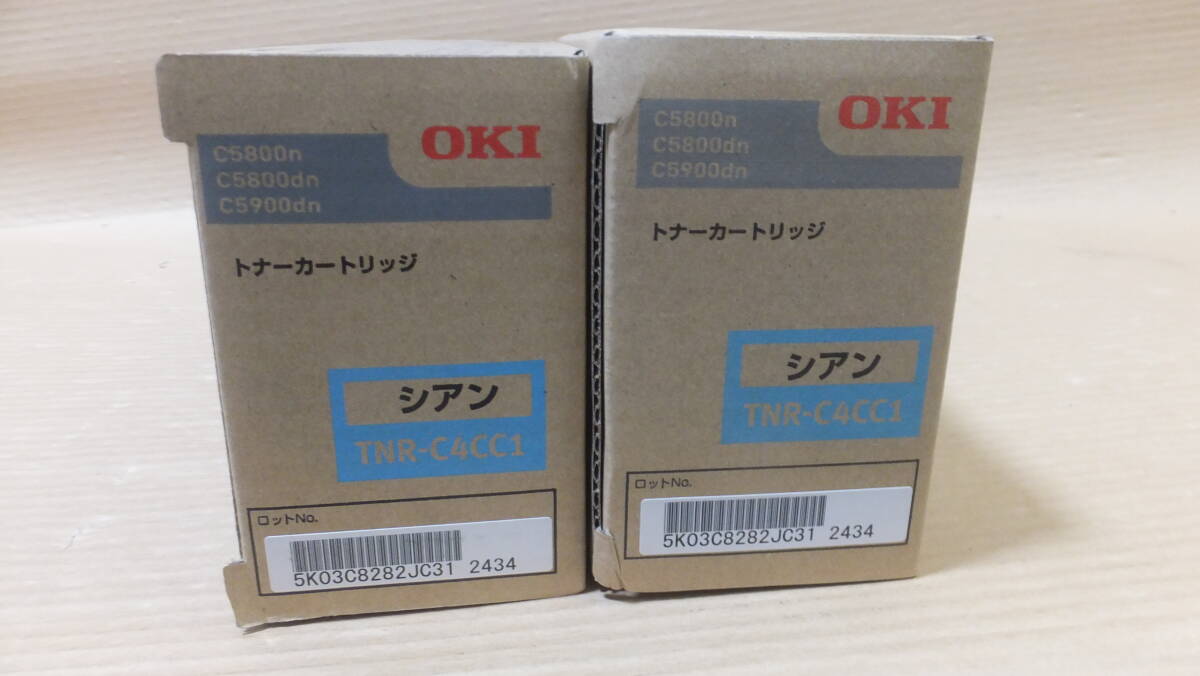 OKI
C5800n
C5800dn
C5900dn
トナーカートリッジ
シアン
TNR-C4CC1
ロットNo.
5K03C8282JC31 2434
OKI
C5800n
C5800dn
C5900dn
トナーカートリッジ
シアン
TNR-C4CC1
ロットNo.
5K03C8282JC31 2434